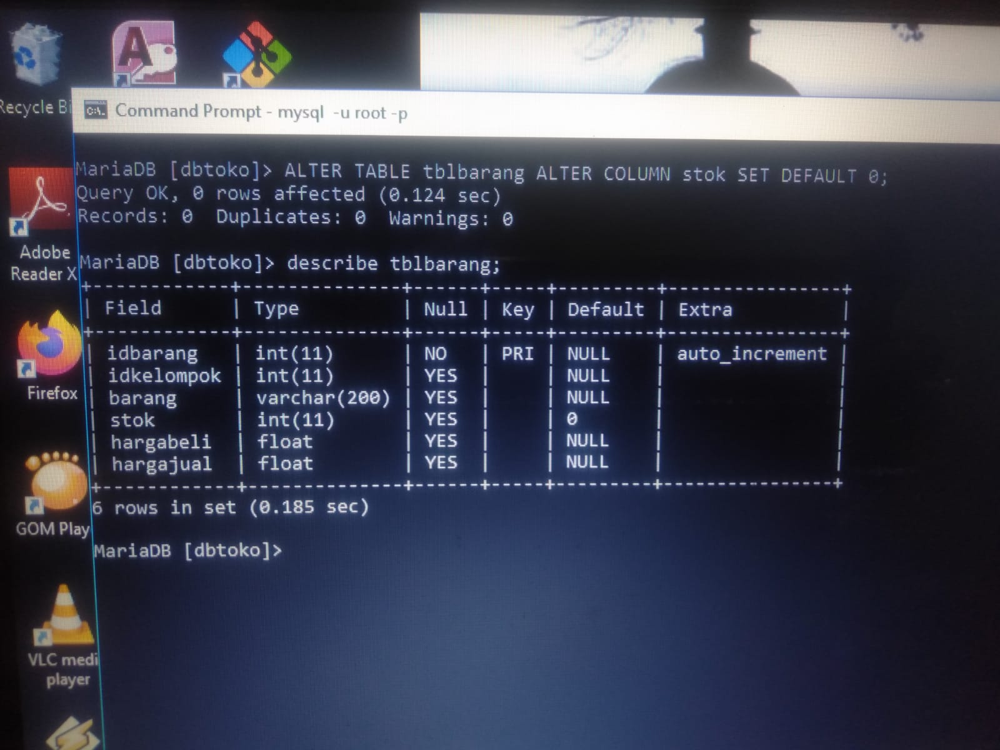 Recycle Bi
Command Prompt - mysql  -u root -p
MariaDB [dbtoko]> ALTER TABLE tblbarang ALTER COLUMN stok SET DEFAULT 0;
Query OK, 0 rows affected (0.124 sec)
Records: 0  Duplicates: 0  Warnings: 0
MariaDB [dbtoko]> describe tblbarang;
+------------+--------------+------+-----+---------+----------------+
| Field      | Type         | Null | Key | Default | Extra          |
+------------+--------------+------+-----+---------+----------------+
| idbarang   | int(11)      | NO   | PRI | NULL    | auto_increment |
| idkelompok | int(11)      | YES  |     | NULL    |                |
| barang     | varchar(200) | YES  |     | NULL    |                |
| stok       | int(11)      | YES  |     | 0       |                |
| hargabeli  | float        | YES  |     | NULL    |                |
| hargajual  | float        | YES  |     | NULL    |                |
+------------+--------------+------+-----+---------+----------------+
6 rows in set (0.185 sec)
MariaDB [dbtoko]>
Adobe
Reader X
Firefox
GOM Play
VLC medi
player